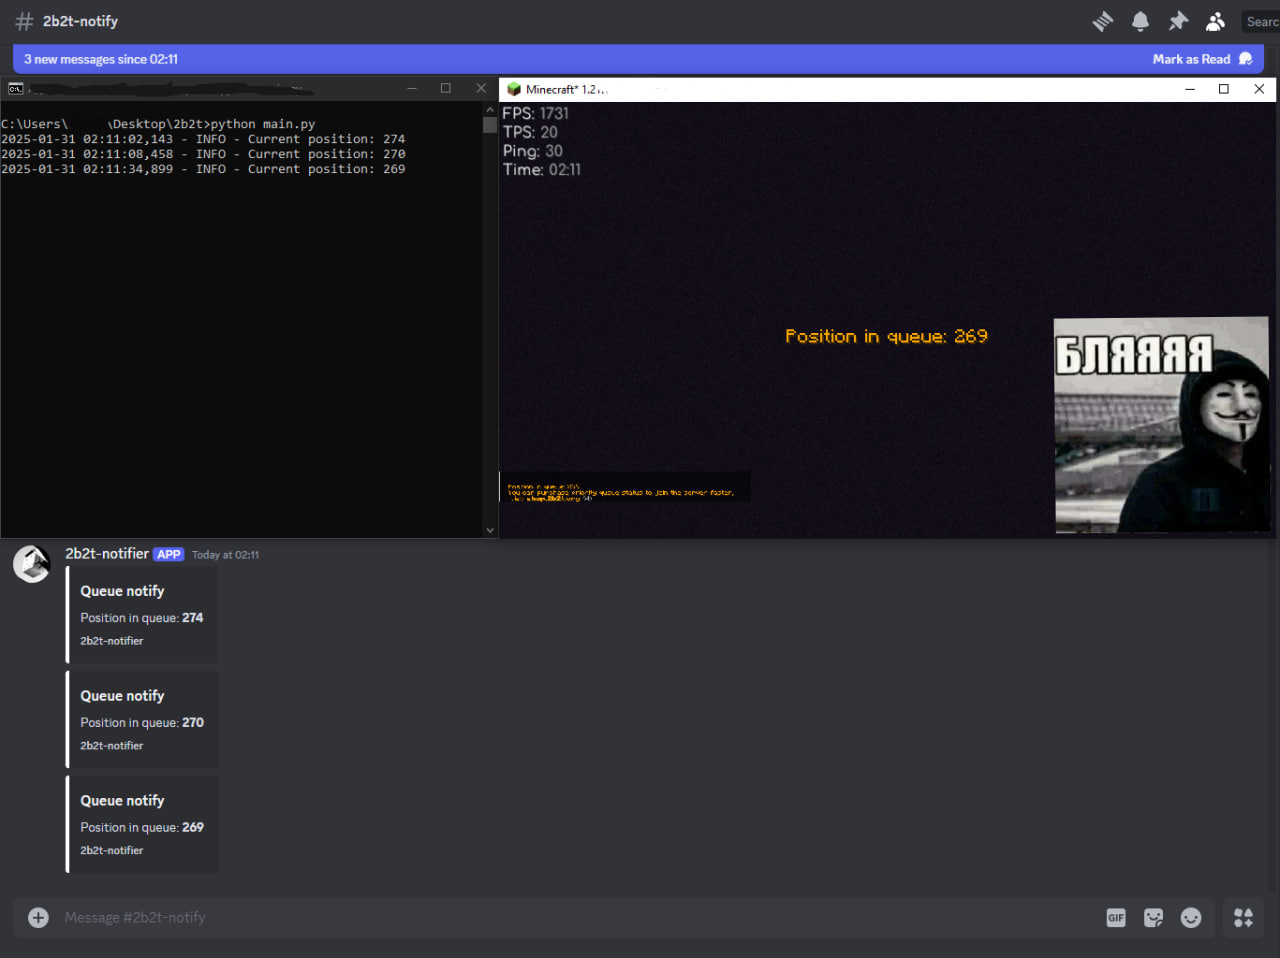 2b2t-notify
Searc
3 new messages since 02:11
Mark as Read
C:\Users\ \Desktop\2b2t>python main.py
2025-01-31 02:11:02,143 - INFO - Current position: 274
2025-01-31 02:11:08,458 - INFO - Current position: 270
2025-01-31 02:11:34,899 - INFO - Current position: 269
Minecraft* 1.2
FPS: 1731
TPS: 20
Ping: 30
Time: 02:11
Position in queue: 269
БЛЯЯЯЯ
Position in queue:
You can purchase priority queue status to join the server faster,
2b2t-notifier APP Today at 02:11
Queue notify
Position in queue: 274
2b2t-notifier
Queue notify
Position in queue: 270
2b2t-notifier
Queue notify
Position in queue: 269
2b2t-notifier
Message #2b2t-notify
GIF